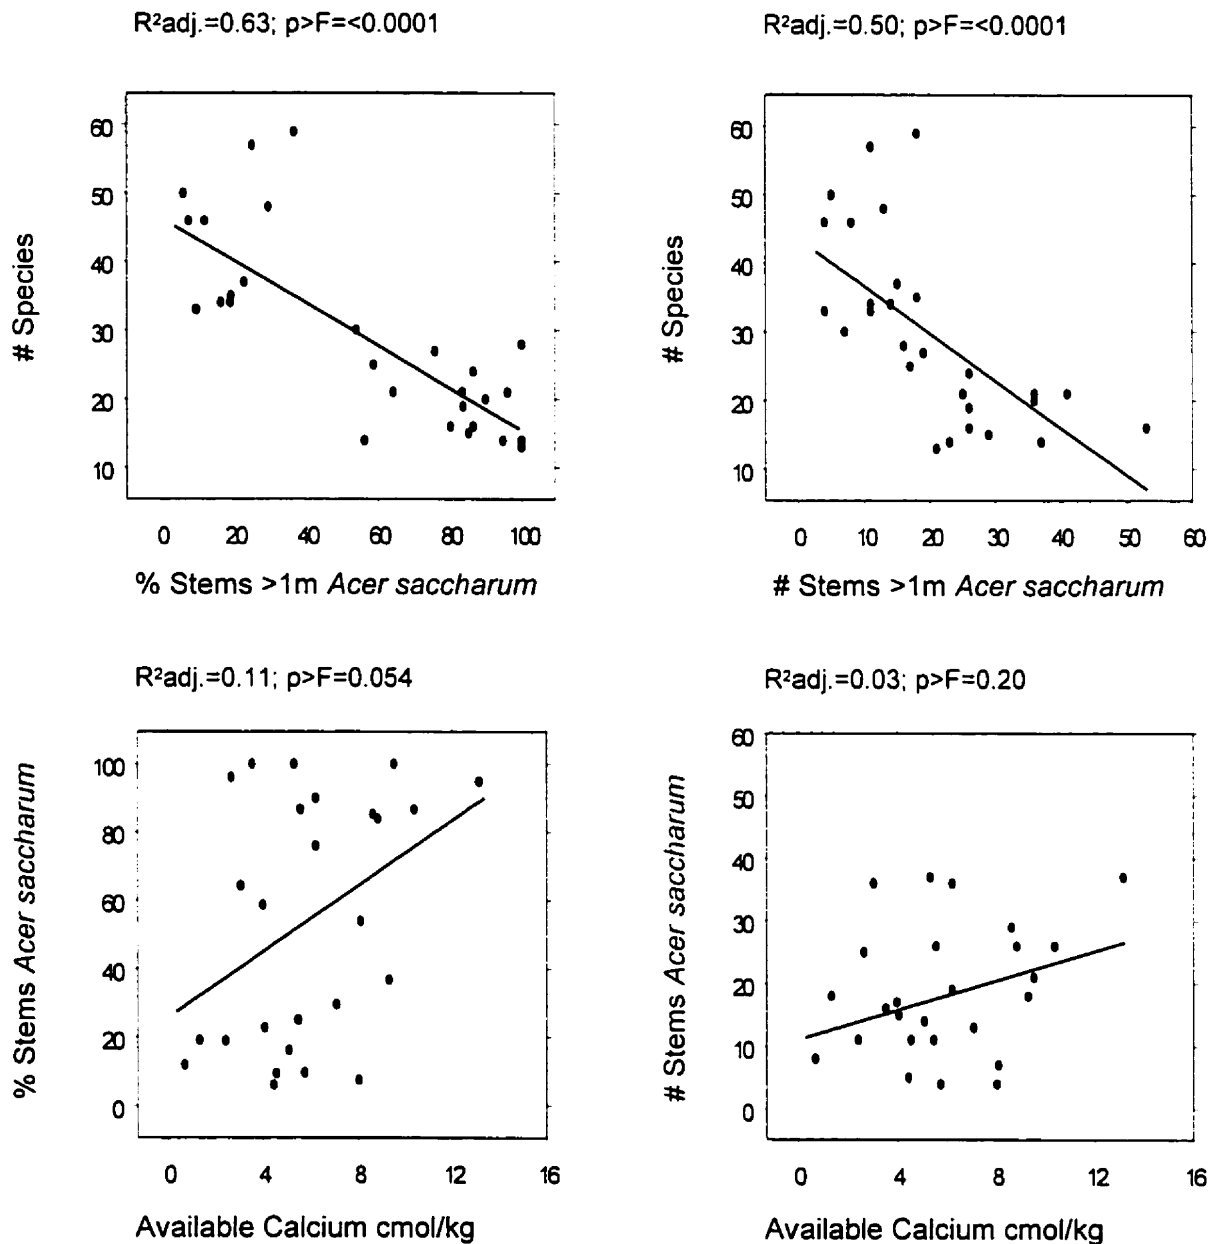 R²adj.=0.63; p>F=<0.0001
60
50
40
30
20
10
# Species
0 20 40 60 80 100
% Stems >1m Acer saccharum
R²adj.=0.50; p>F=<0.0001
60
50
40
30
20
10
# Species
0 10 20 30 40 50 60
# Stems >1m Acer saccharum
R²adj.=0.11; p>F=0.054
100
80
60
40
20
0
% Stems Acer saccharum
0 4 8 12 16
Available Calcium cmol/kg
R²adj.=0.03; p>F=0.20
60
50
40
30
20
10
0
# Stems Acer saccharum
0 4 8 12 16
Available Calcium cmol/kg